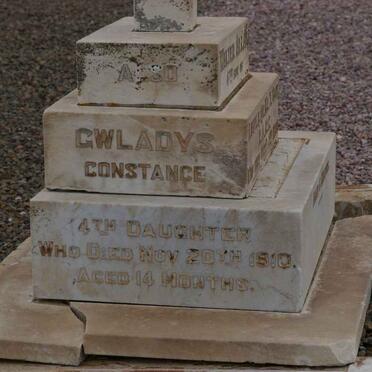 ALSO
GWLADYS
CONSTANCE
4TH DAUGHTER
WHO DIED NOV 20TH 1910.
AGED 14 MONTHS.